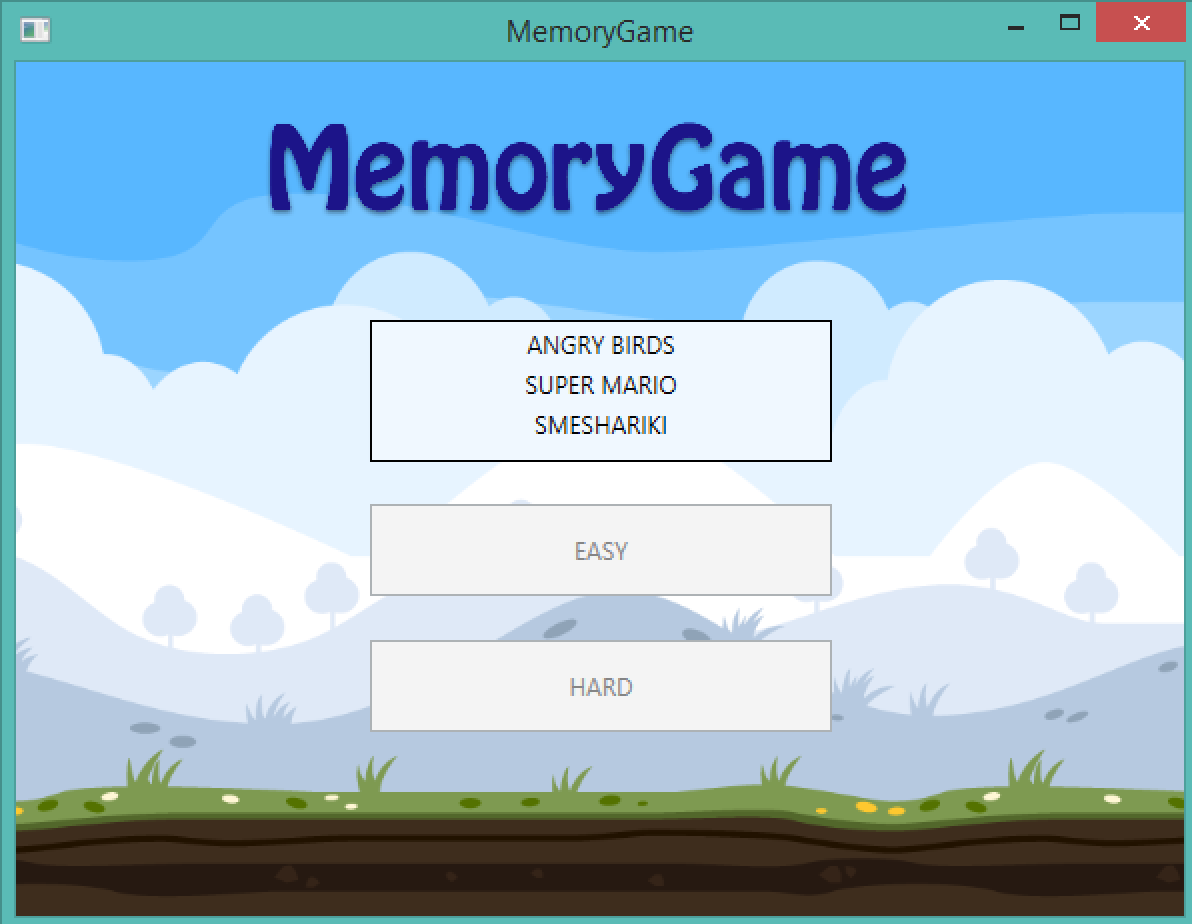 MemoryGame
MemoryGame
ANGRY BIRDS
SUPER MARIO
SMESHARIKI
EASY
HARD